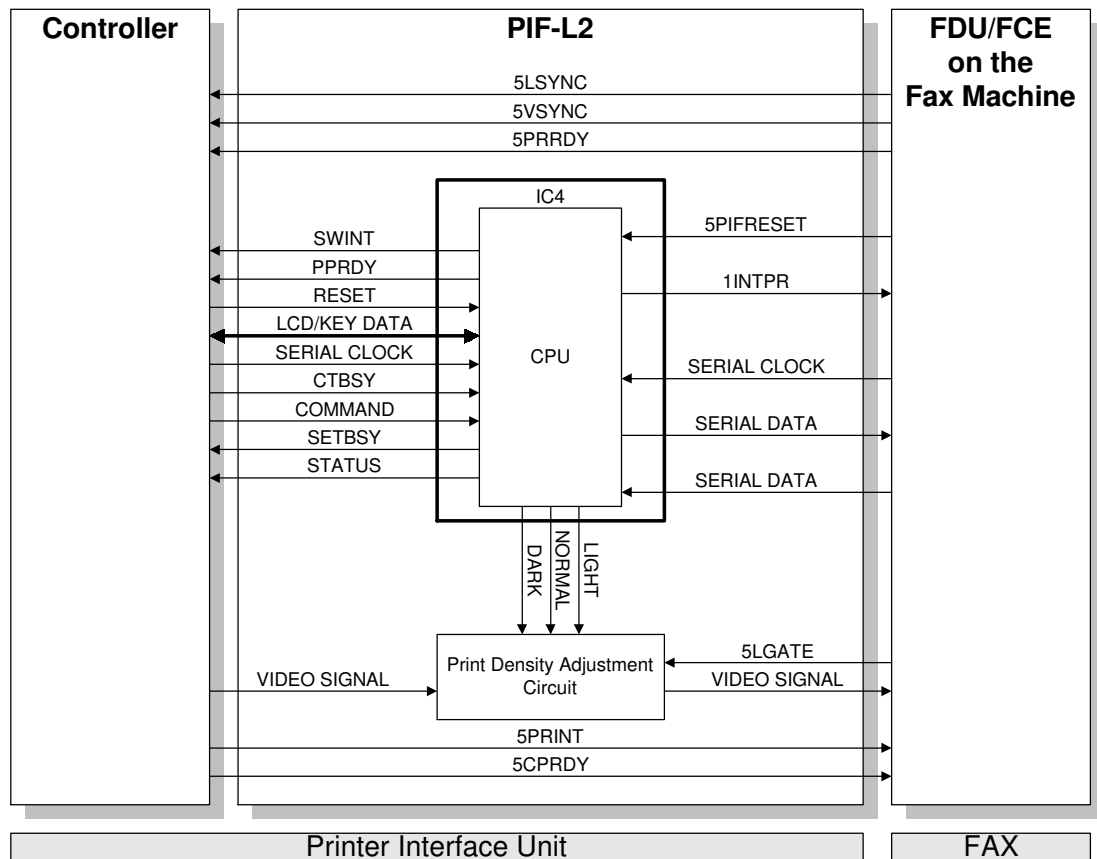 Controller
PIF-L2
FDU/FCE
on the
Fax Machine
5LSYNC
5VSYNC
5PRRDY
IC4
5PIFRESET
SWINT
PPRDY
1INTPR
RESET
LCD/KEY DATA
CPU
SERIAL CLOCK
SERIAL CLOCK
CTBSY
COMMAND
SERIAL DATA
SETBSY
STATUS
SERIAL DATA
DARK
NORMAL
LIGHT
Print Density Adjustment
Circuit
5LGATE
VIDEO SIGNAL
VIDEO SIGNAL
5PRINT
5CPRDY
Printer Interface Unit
FAX